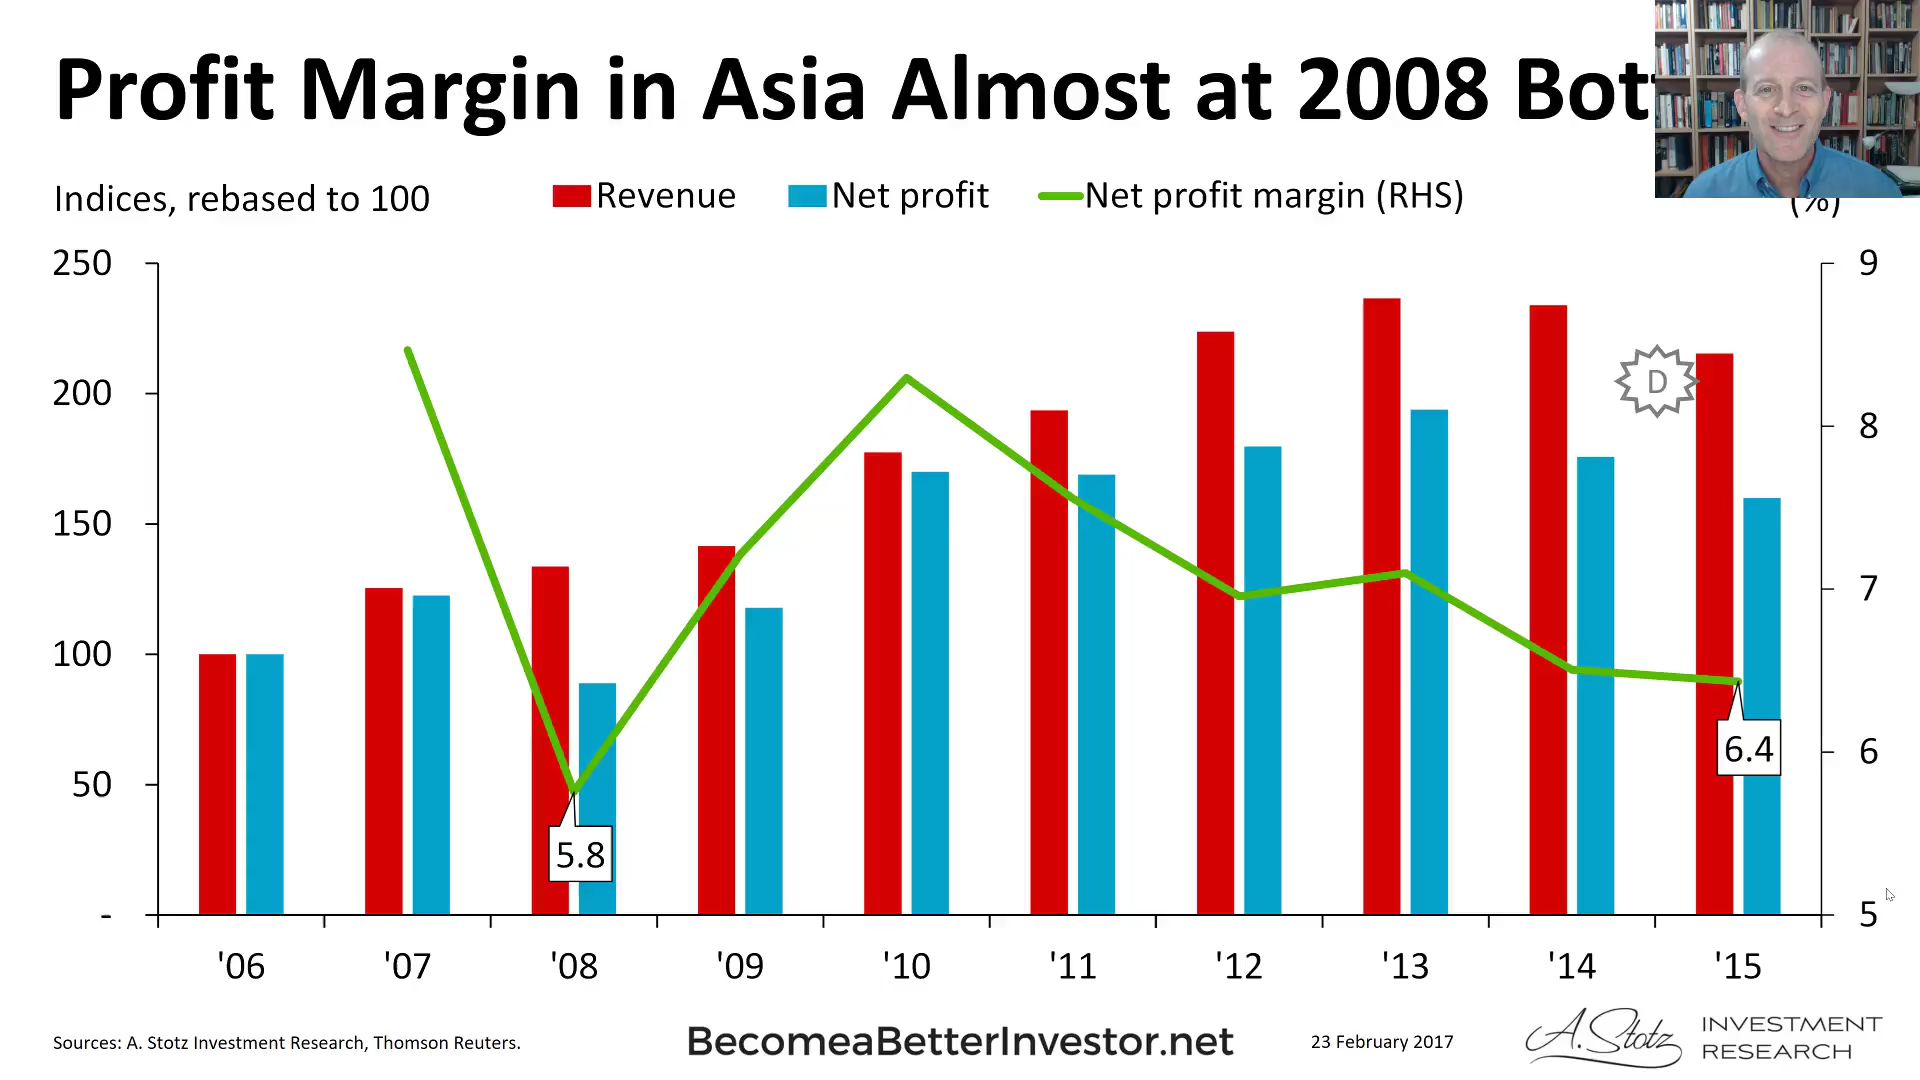 Profit Margin in Asia Almost at 2008
Indices, rebased to 100
Revenue
Net profit
Net profit margin (RHS)
(%)
250
200
150
100
50
-
9
8
7
6
5
D
5.8
6.4
'06 '07 '08 '09 '10 '11 '12 '13 '14 '15
Sources: A. Stotz Investment Research, Thomson Reuters.
BecomeaBetterInvestor.net
23 February 2017
A. Stotz
INVESTMENT
RESEARCH